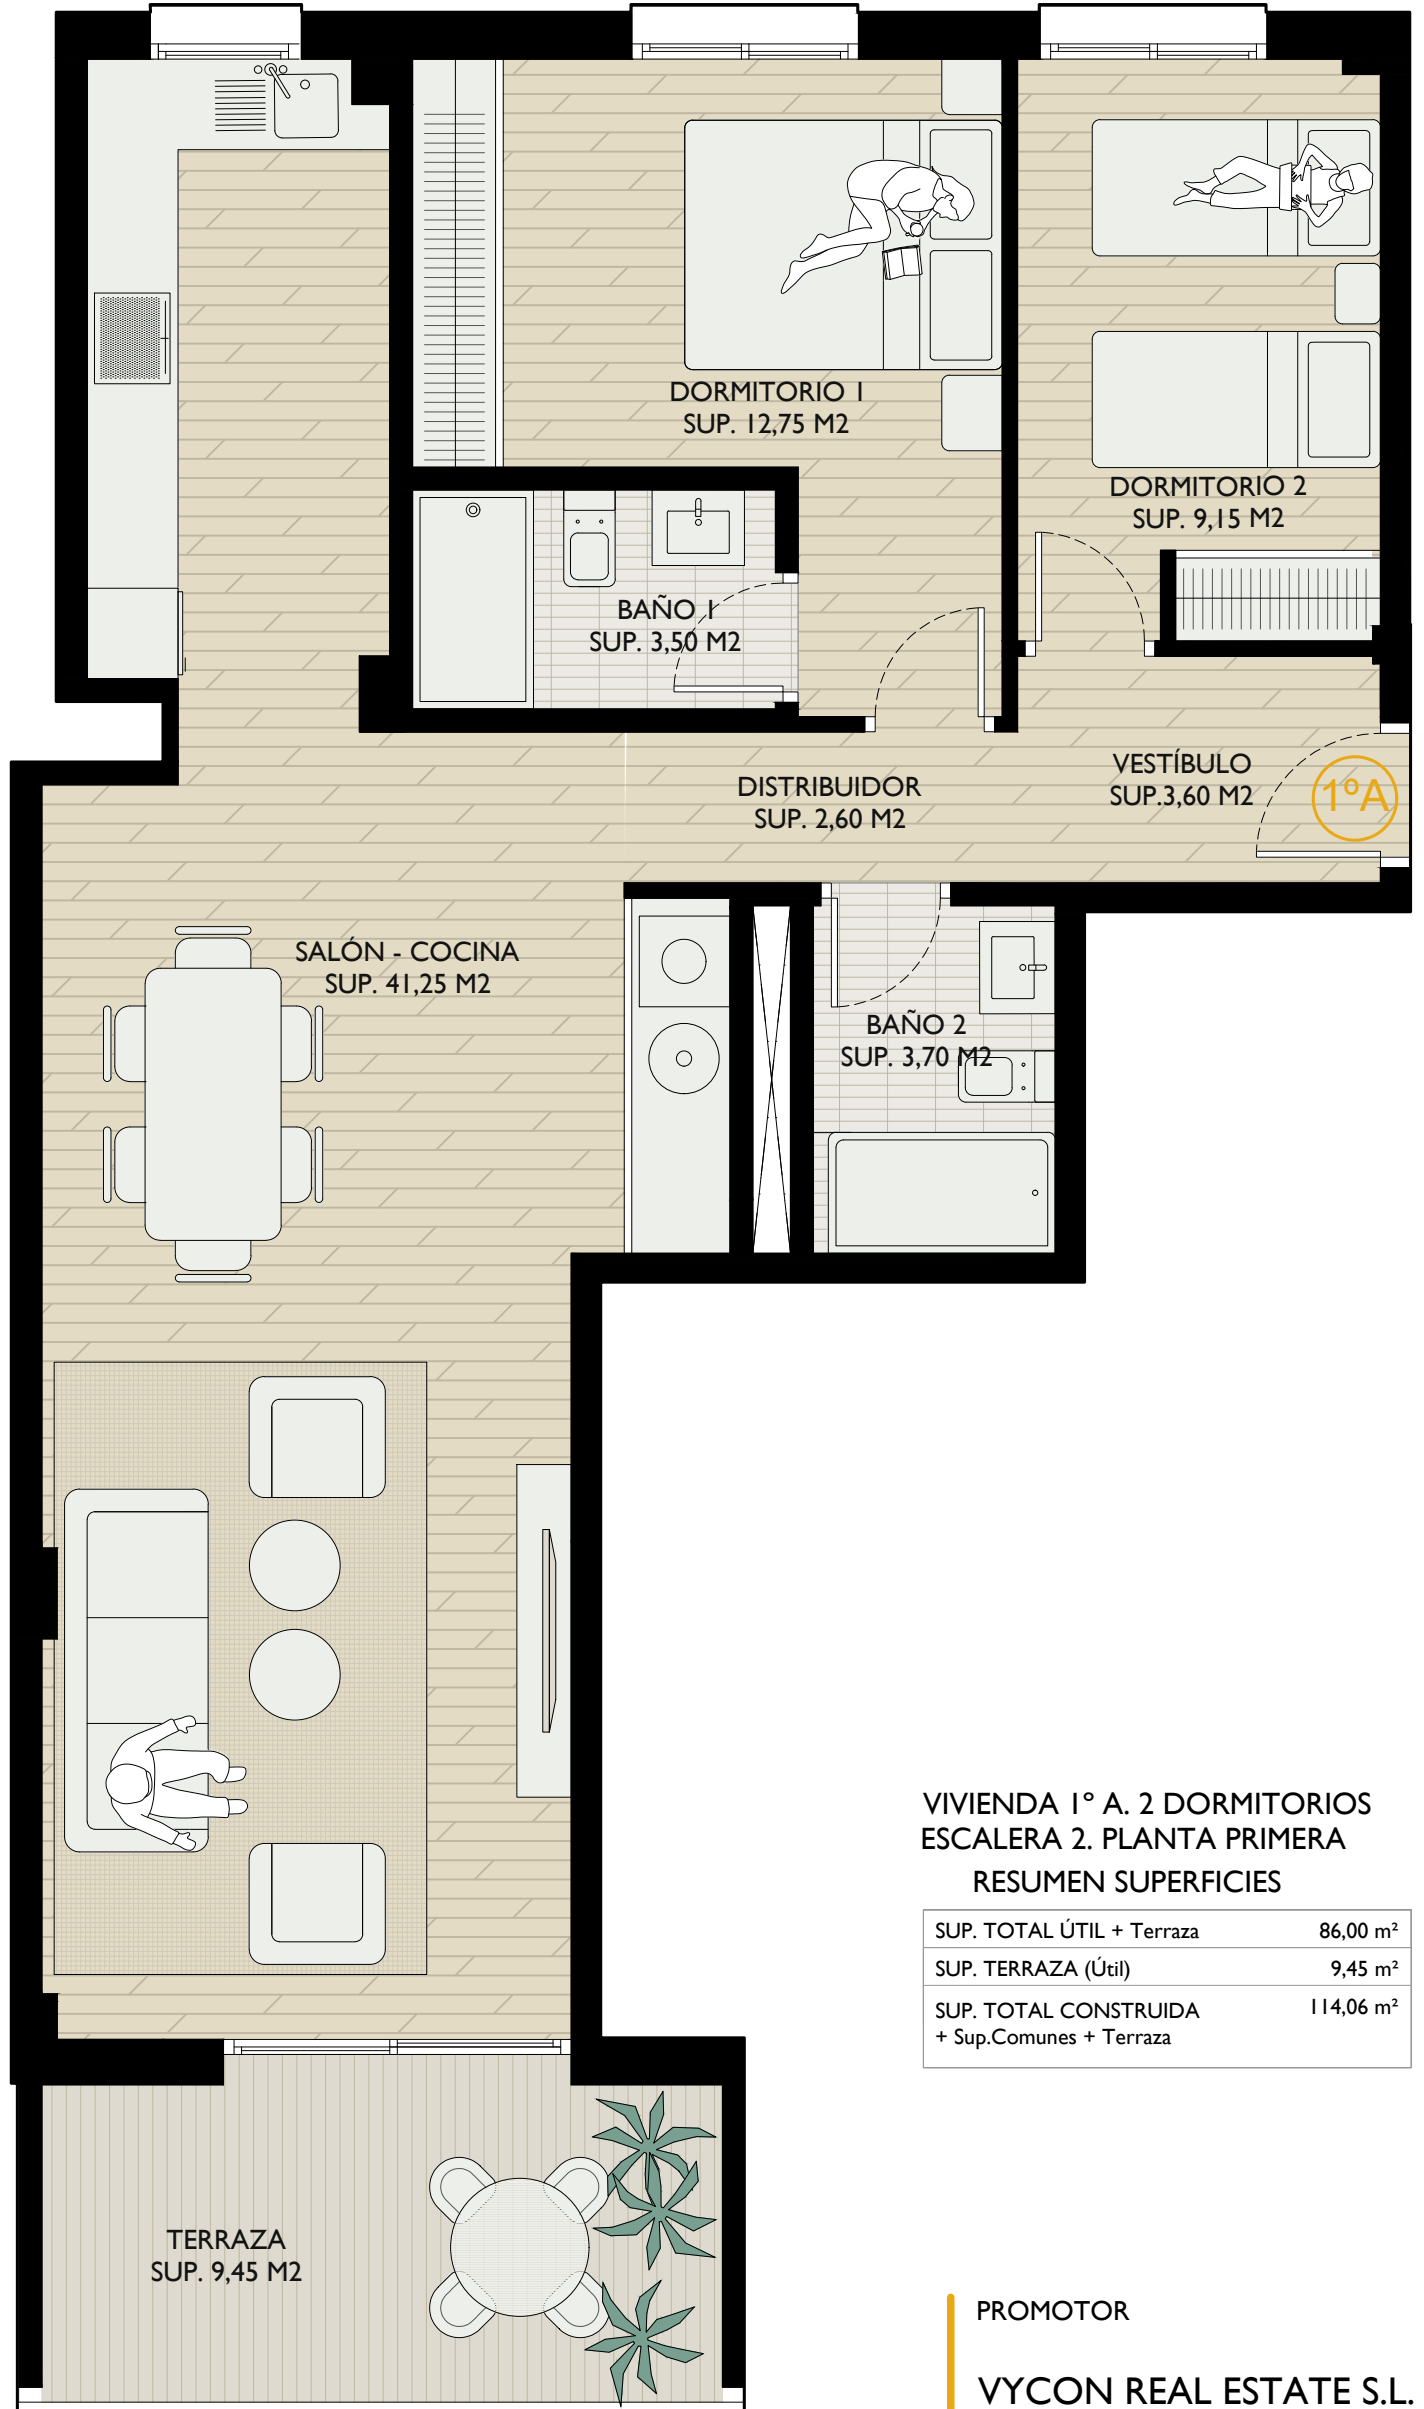 DORMITORIO 1
SUP. 12,75 M2
DORMITORIO 2
SUP. 9,15 M2
BAÑO 1
SUP. 3,50 M2
DISTRIBUIDOR
SUP. 2,60 M2
VESTÍBULO
SUP.3,60 M2
1ºA
SALÓN - COCINA
SUP. 41,25 M2
BAÑO 2
SUP. 3,70 M2
VIVIENDA 1º A. 2 DORMITORIOS
ESCALERA 2. PLANTA PRIMERA
RESUMEN SUPERFICIES
SUP. TOTAL ÚTIL + Terraza 86,00 m²
SUP. TERRAZA (Útil) 9,45 m²
SUP. TOTAL CONSTRUIDA 114,06 m²
+ Sup.Comunes + Terraza
TERRAZA
SUP. 9,45 M2
PROMOTOR
VYCON REAL ESTATE S.L.